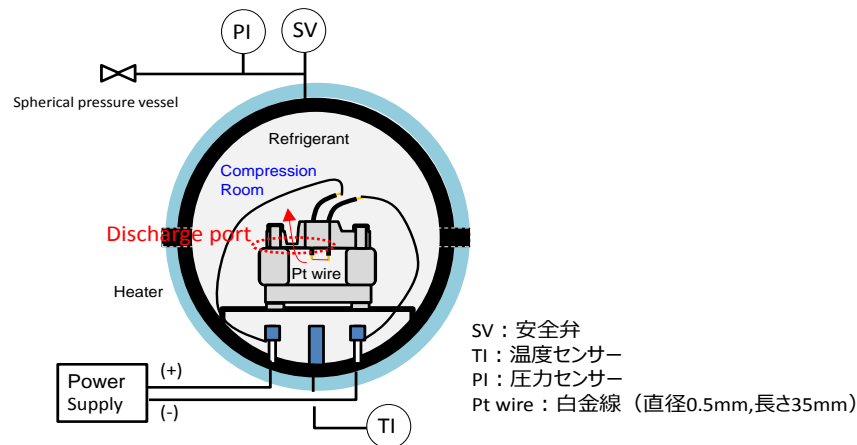 PI
SV
Spherical pressure vessel
Refrigerant
Compression
Room
Discharge port
Pt wire
Heater
SV：安全弁
TI：温度センサー
PI：圧力センサー
Pt wire：白金線（直径0.5mm,長さ35mm）
Power
Supply
(+)
(-)
TI